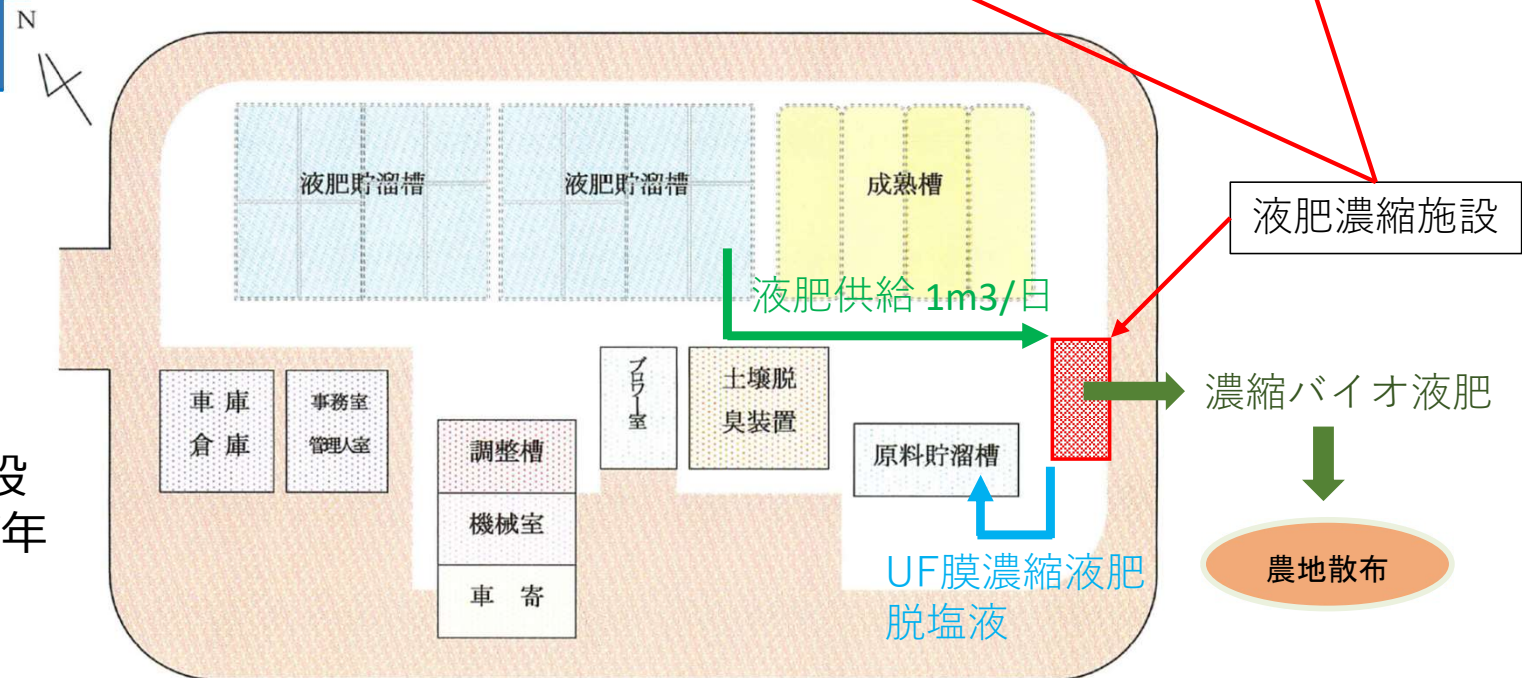 N
液肥貯溜槽
液肥貯溜槽
成熟槽
液肥濃縮施設
液肥供給 1m3/日
濃縮バイオ液肥
農地散布
車庫
倉庫
事務室
管理人室
調整槽
機械室
車寄
ブロワー室
土壌脱
臭装置
原料貯溜槽
UF膜濃縮液肥
脱塩液
設
年